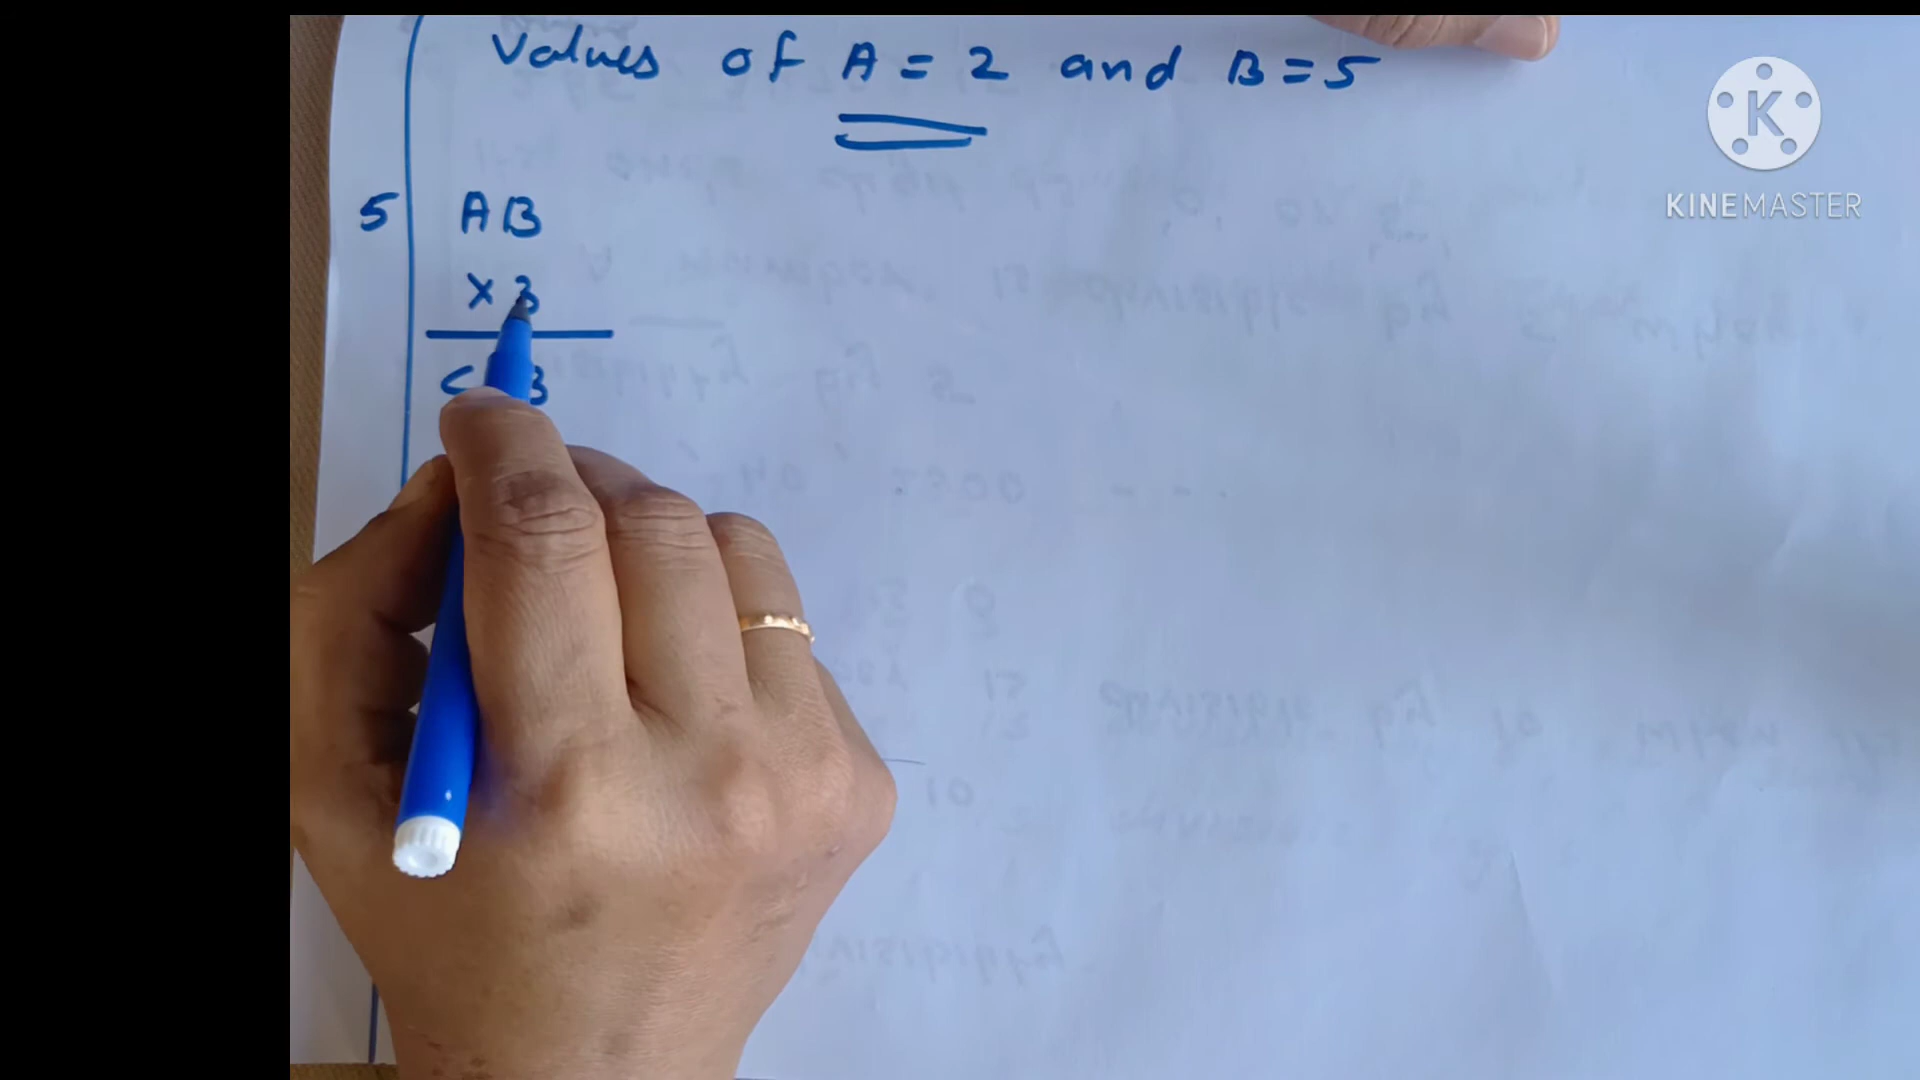 Values of A = 2 and B = 5
5 AB
× 3
C B
KINEMASTER